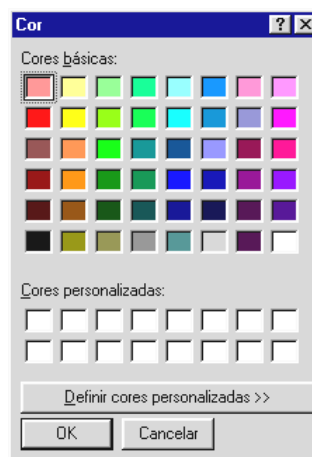 Cor
Cores básicas:
Cores personalizadas:
Definir cores personalizadas >>
OK Cancelar